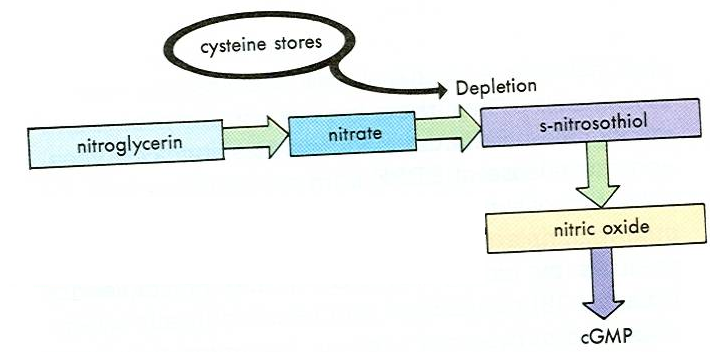 cysteine stores
Depletion
nitroglycerin
nitrate
s-nitrosothiol
nitric oxide
cGMP